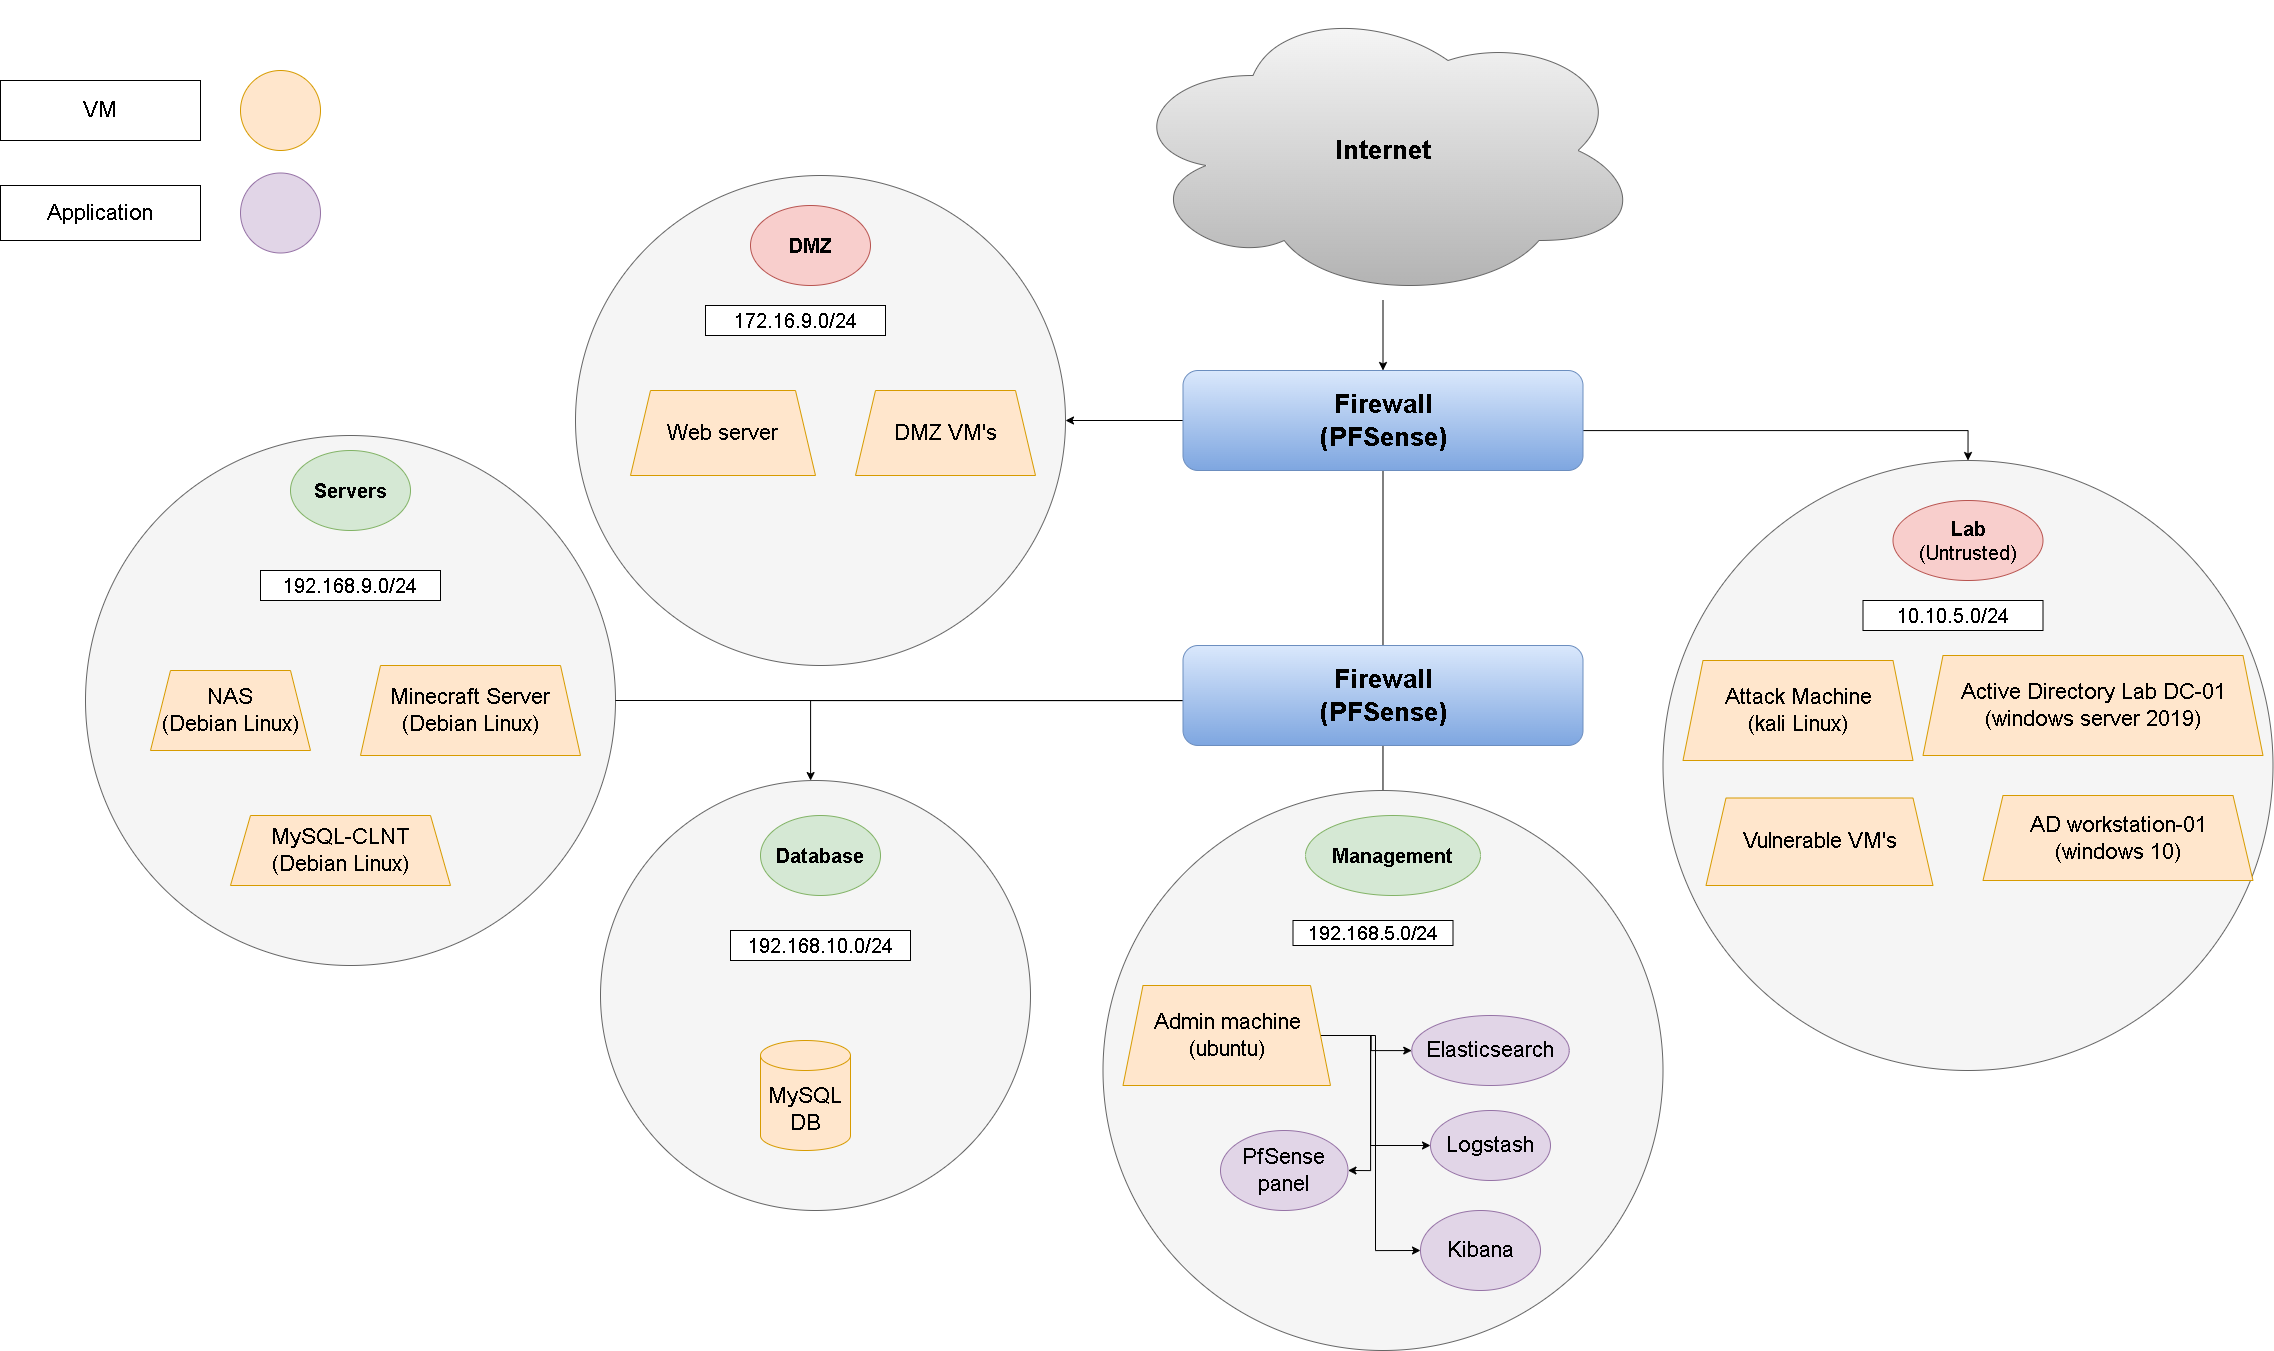 VM
Application
Internet
DMZ
172.16.9.0/24
Web server
DMZ VM's
Firewall
(PFSense)
Servers
192.168.9.0/24
NAS
(Debian Linux)
Minecraft Server
(Debian Linux)
MySQL-CLNT
(Debian Linux)
Firewall
(PFSense)
Lab
(Untrusted)
10.10.5.0/24
Attack Machine
(kali Linux)
Active Directory Lab DC-01
(windows server 2019)
Vulnerable VM's
AD workstation-01
(windows 10)
Database
192.168.10.0/24
MySQL
DB
Management
192.168.5.0/24
Admin machine
(ubuntu)
Elasticsearch
Logstash
PfSense
panel
Kibana